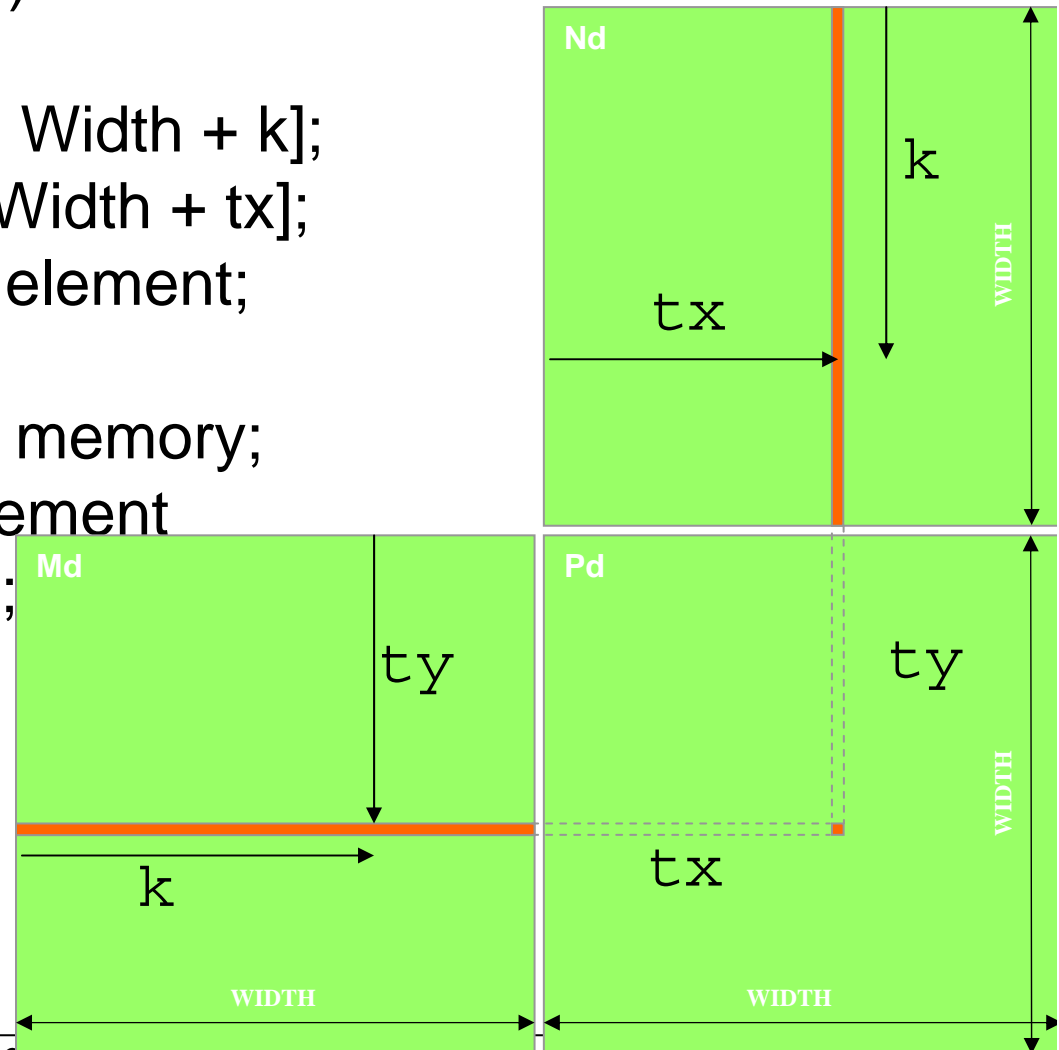 )
Width + k];
Width + tx];
element;
memory;
ement
;
Nd
k
WIDTH
tx
Md
ty
k
WIDTH
Pd
ty
WIDTH
tx
WIDTH